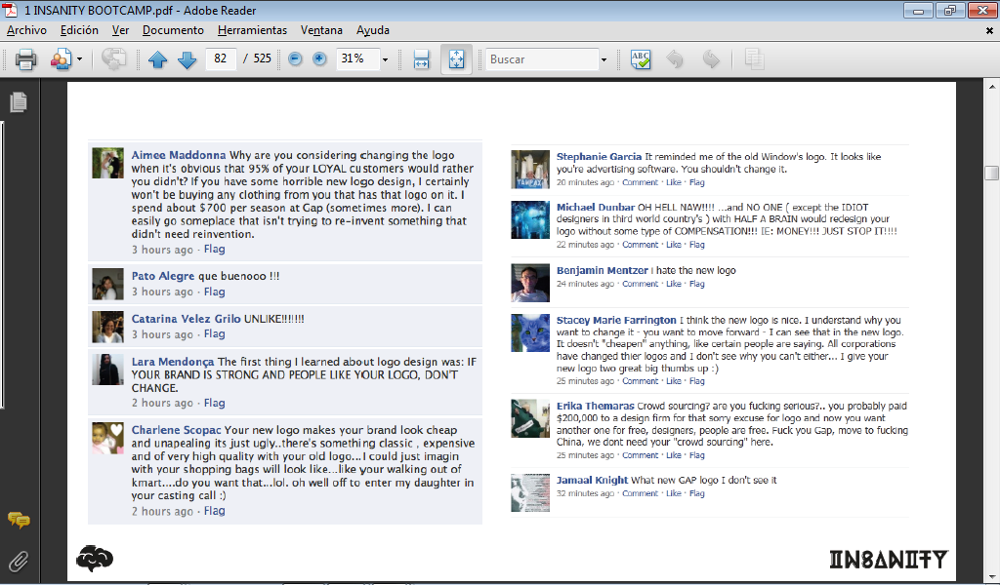 1 INSANITY BOOTCAMP.pdf - Adobe Reader
Archivo Edición Ver Documento Herramientas Ventana Ayuda
82 / 525 31% Buscar
Aimee Maddonna Why are you considering changing the logo
when it's obvious that 95% of your LOYAL customers would rather
you didn't? If you have some horrible new logo design, I certainly
won't be buying any clothing from you that has that logo on it. I
spend about $700 per season at Gap (sometimes more). I can
easily go someplace that isn't trying to re-invent something that
didn't need reinvention.
3 hours ago · Flag
Pato Alegre que buenooo !!!
3 hours ago · Flag
Catarina Velez Grilo UNLIKE!!!!!!!
3 hours ago · Flag
Lara Mendonça The first thing I learned about logo design was: IF
YOUR BRAND IS STRONG AND PEOPLE LIKE YOUR LOGO, DON'T
CHANGE.
2 hours ago · Flag
Charlene Scopac Your new logo makes your brand look cheap
and unapealing its just ugly..there's something classic , expensive
and of very high quality with your old logo...I could just imagin
with your shopping bags will look like...like your walking out of
kmart....do you want that...lol. oh well off to enter my daughter in
your casting call :)
2 hours ago · Flag
Stephanie Garcia It reminded me of the old Window's logo. It looks like
you're advertising software. You shouldn't change it.
20 minutes ago · Comment · Like · Flag
TAMPAX
Michael Dunbar OH HELL NAW!!!! ...and NO ONE ( except the IDIOT
designers in third world country's ) with HALF A BRAIN would redesign your
logo without some type of COMPENSATION!!! IE: MONEY!!! JUST STOP IT!!!!
22 minutes ago · Comment · Like · Flag
Benjamin Mentzer i hate the new logo
24 minutes ago · Comment · Like · Flag
Stacey Marie Farrington I think the new logo is nice. I understand why you
want to change it - you want to move forward - I can see that in the new logo.
It doesn't "cheapen" anything, like certain people are saying. All corporations
have changed thier logos and I don't see why you can't either... I give your
new logo two great big thumbs up :)
25 minutes ago · Comment · Like · Flag
Erika Themaras Crowd sourcing? are you fucking serious?.. you probably paid
$200,000 to a design firm for that sorry excuse for logo and now you want
another one for free, designers, people are free. Fuck you Gap, move to fucking
China, we dont need your "crowd sourcing" here.
25 minutes ago · Comment · Like · Flag
Jamaal Knight What new GAP logo I don't see it
32 minutes ago · Comment · Like · Flag
INSANITY